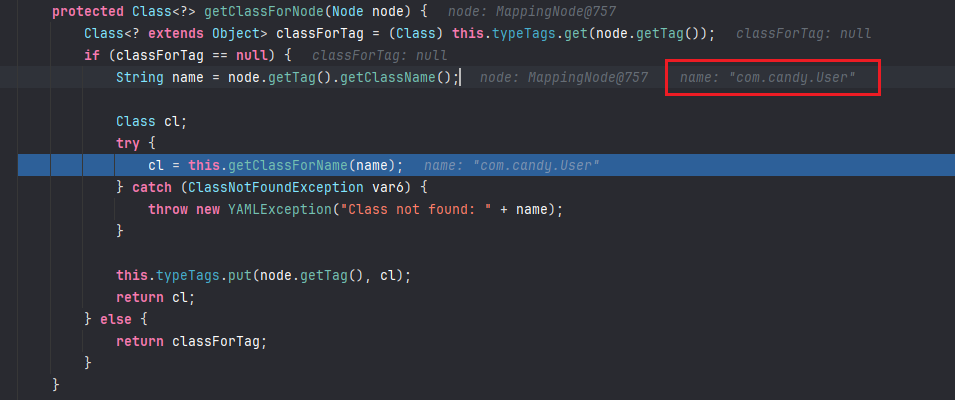 protected Class<?> getClassForNode(Node node) {   node: MappingNode@757
    Class<? extends Object> classForTag = (Class) this.typeTags.get(node.getTag());   classForTag: null
    if (classForTag == null) {   classForTag: null
        String name = node.getTag().getClassName();   node: MappingNode@757    name: "com.candy.User"
        Class cl;
        try {
            cl = this.getClassForName(name);   name: "com.candy.User"
        } catch (ClassNotFoundException var6) {
            throw new YAMLException("Class not found: " + name);
        }
        this.typeTags.put(node.getTag(), cl);
        return cl;
    } else {
        return classForTag;
    }
}